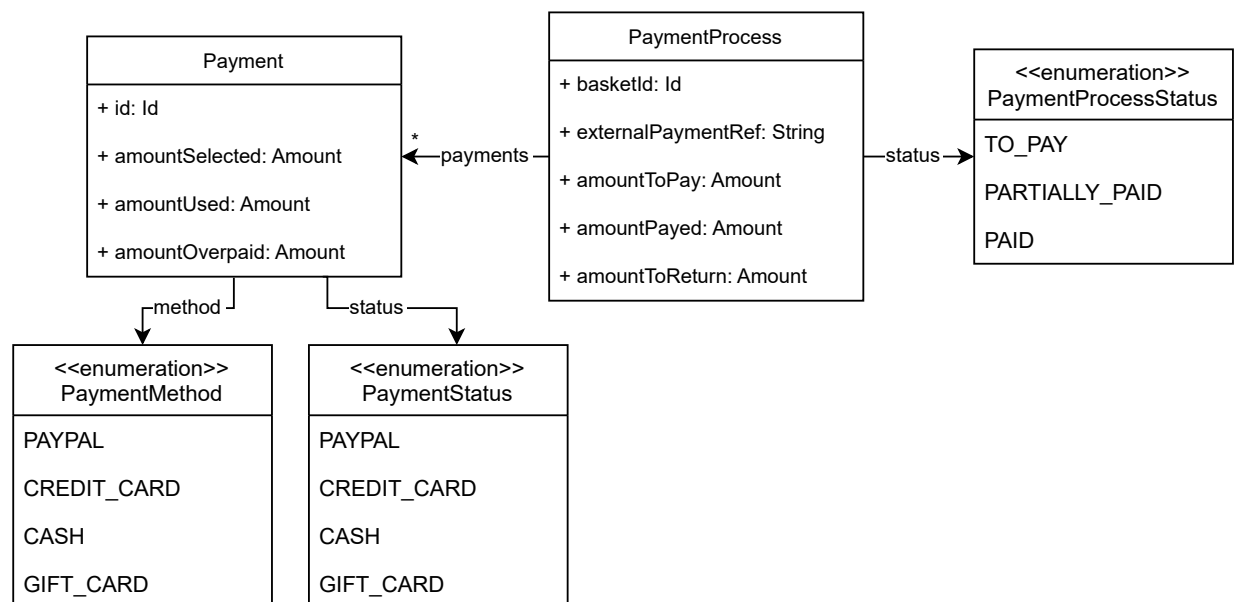 Payment
+ id: Id
+ amountSelected: Amount
+ amountUsed: Amount
+ amountOverpaid: Amount
*
payments
PaymentProcess
+ basketId: Id
+ externalPaymentRef: String
+ amountToPay: Amount
+ amountPayed: Amount
+ amountToReturn: Amount
status
<<enumeration>>
PaymentProcessStatus
TO_PAY
PARTIALLY_PAID
PAID
method
status
<<enumeration>>
PaymentMethod
PAYPAL
CREDIT_CARD
CASH
GIFT_CARD
<<enumeration>>
PaymentStatus
PAYPAL
CREDIT_CARD
CASH
GIFT_CARD